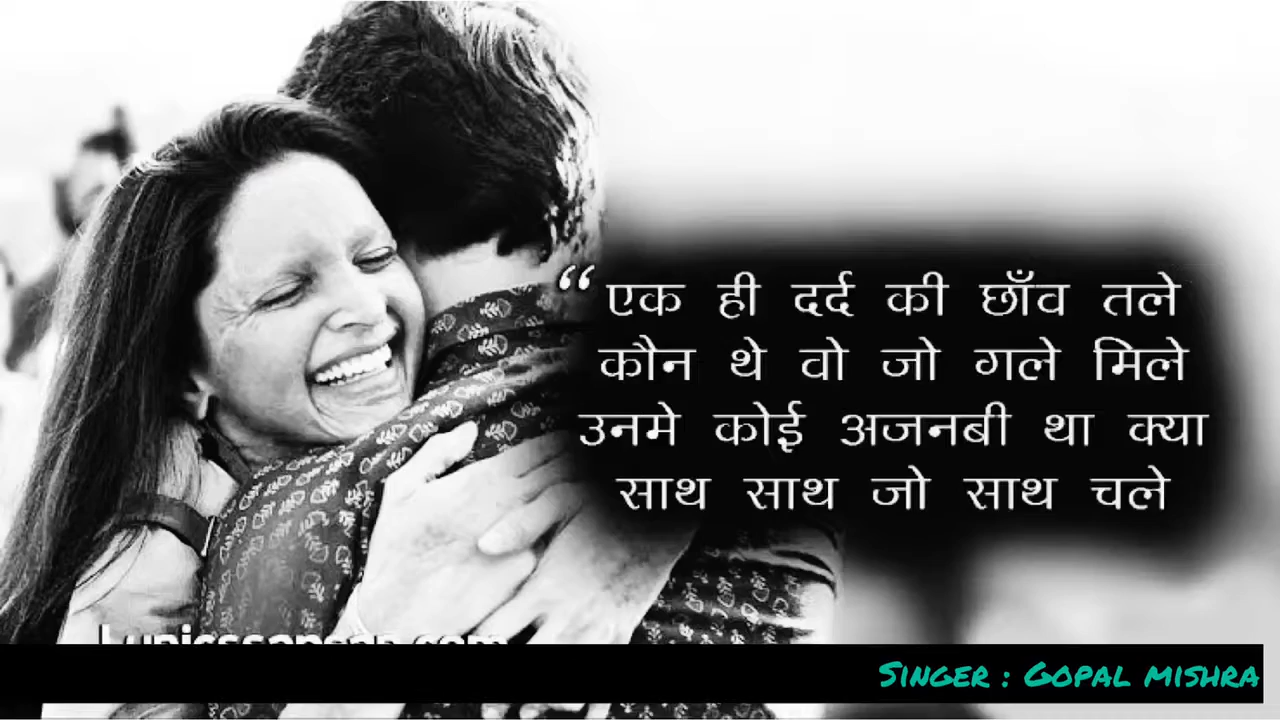 “एक ही दर्द की छाँव तले
कौन थे वो जो गले मिले
उनमे कोई अजनबी था क्या
साथ साथ जो साथ चले
SINGER : GOPAL MISHRA